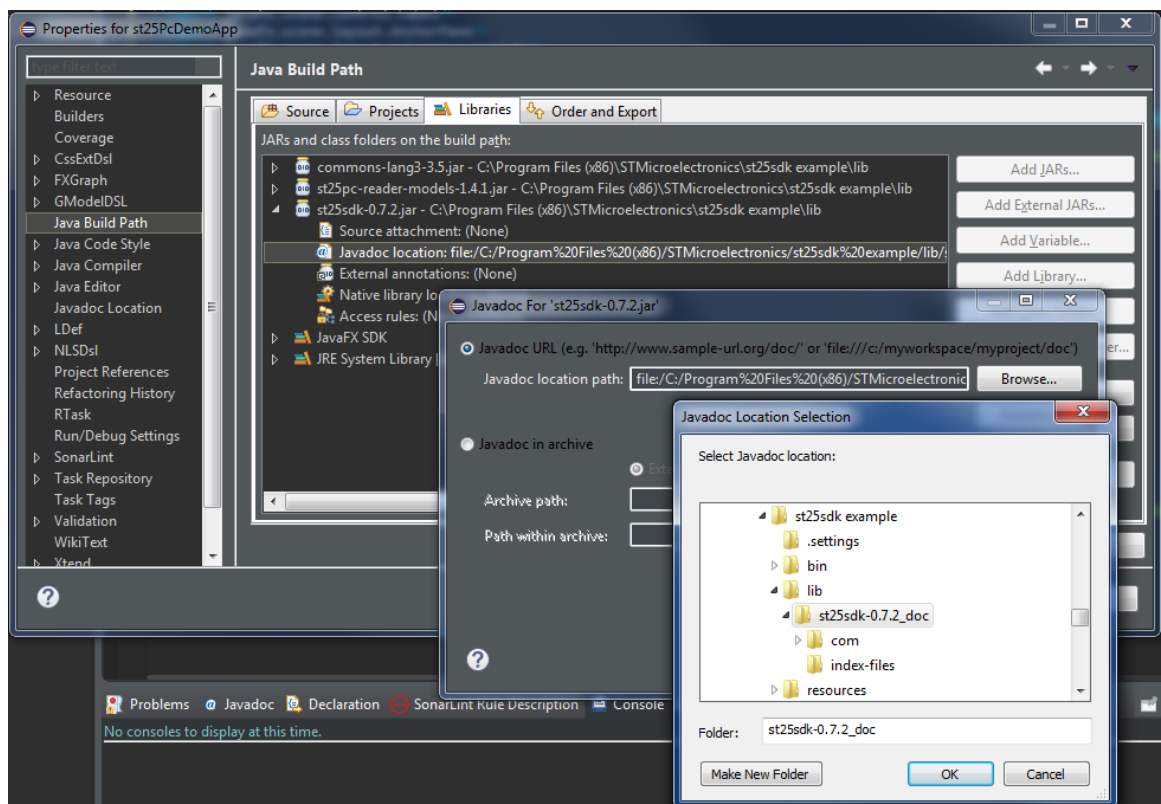 Properties for st25PcDemoApp
type filter text
Resource
Builders
Coverage
CssExtDsl
FXGraph
GModelDSL
Java Build Path
Java Code Style
Java Compiler
Java Editor
Javadoc Location
LDef
NLSDsl
Project References
Refactoring History
RTask
Run/Debug Settings
SonarLint
Task Repository
Task Tags
Validation
WikiText
Xtend
Java Build Path
Source
Projects
Libraries
Order and Export
JARs and class folders on the build path:
commons-lang3-3.5.jar - C:\Program Files (x86)\STMicroelectronics\st25sdk example\lib
st25pc-reader-models-1.4.1.jar - C:\Program Files (x86)\STMicroelectronics\st25sdk example\lib
st25sdk-0.7.2.jar - C:\Program Files (x86)\STMicroelectronics\st25sdk example\lib
Source attachment: (None)
Javadoc location: file:/C:/Program%20Files%20(x86)/STMicroelectronics/st25sdk%20example/lib/
External annotations: (None)
Native library lo
Access rules: (N
JavaFX SDK
JRE System Library
Add JARs...
Add External JARs...
Add Variable...
Add Library...
er...
Javadoc For 'st25sdk-0.7.2.jar'
Javadoc URL (e.g. 'http://www.sample-url.org/doc/' or 'file:///c:/myworkspace/myproject/doc')
Javadoc location path: file:/C:/Program%20Files%20(x86)/STMicroelectronic Browse...
Javadoc in archive
Exte
Archive path:
Path within archive:
Javadoc Location Selection
Select Javadoc location:
st25sdk example
.settings
bin
lib
st25sdk-0.7.2_doc
com
index-files
resources
Folder: st25sdk-0.7.2_doc
Make New Folder OK Cancel
Problems @ Javadoc Declaration SonarLint Rule Description Console
No consoles to display at this time.